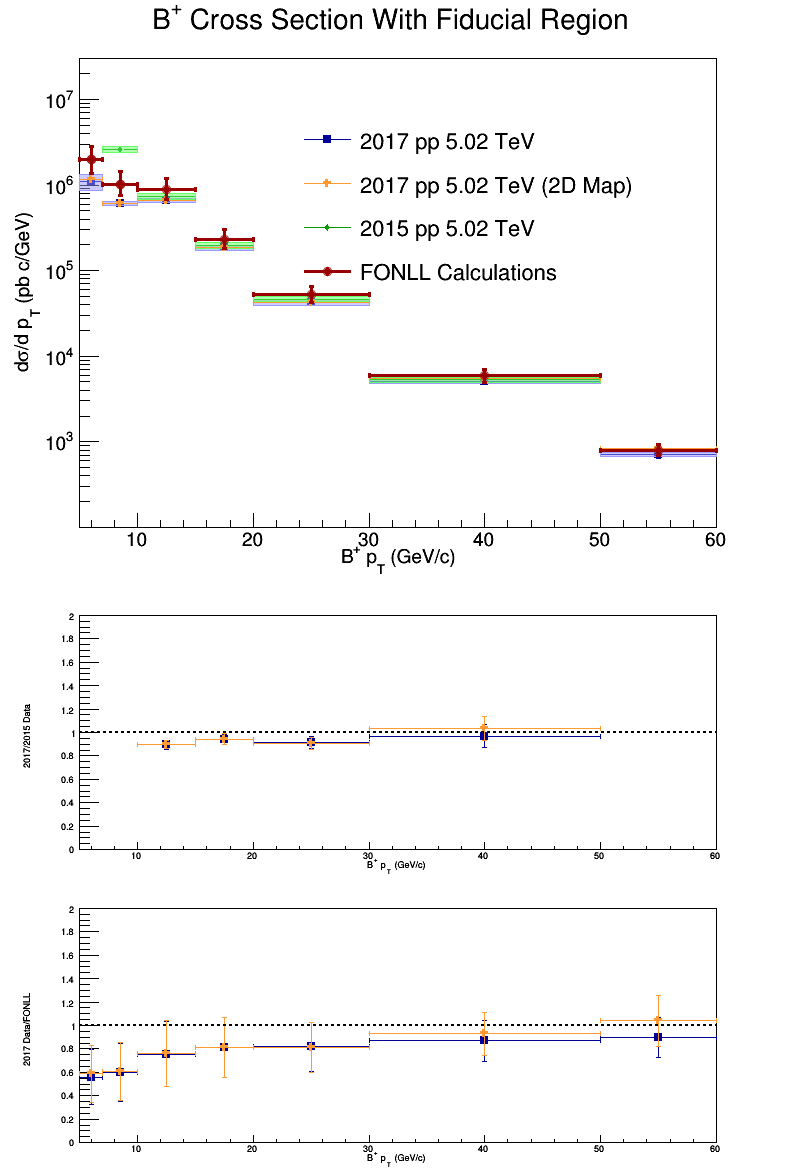 B+ Cross Section With Fiducial Region
dσ/d pT (pb c/GeV)
10^7
10^6
10^5
10^4
10^3
2017 pp 5.02 TeV
2017 pp 5.02 TeV (2D Map)
2015 pp 5.02 TeV
FONLL Calculations
10 20 30 40 50 60
B+ pT (GeV/c)
2017/2015 Data
2
1.8
1.6
1.4
1.2
1
0.8
0.6
0.4
0.2
0
10 20 30 40 50 60
B+ pT (GeV/c)
2017 Data/FONLL
2
1.8
1.6
1.4
1.2
1
0.8
0.6
0.4
0.2
0
10 20 30 40 50 60
B+ pT (GeV/c)